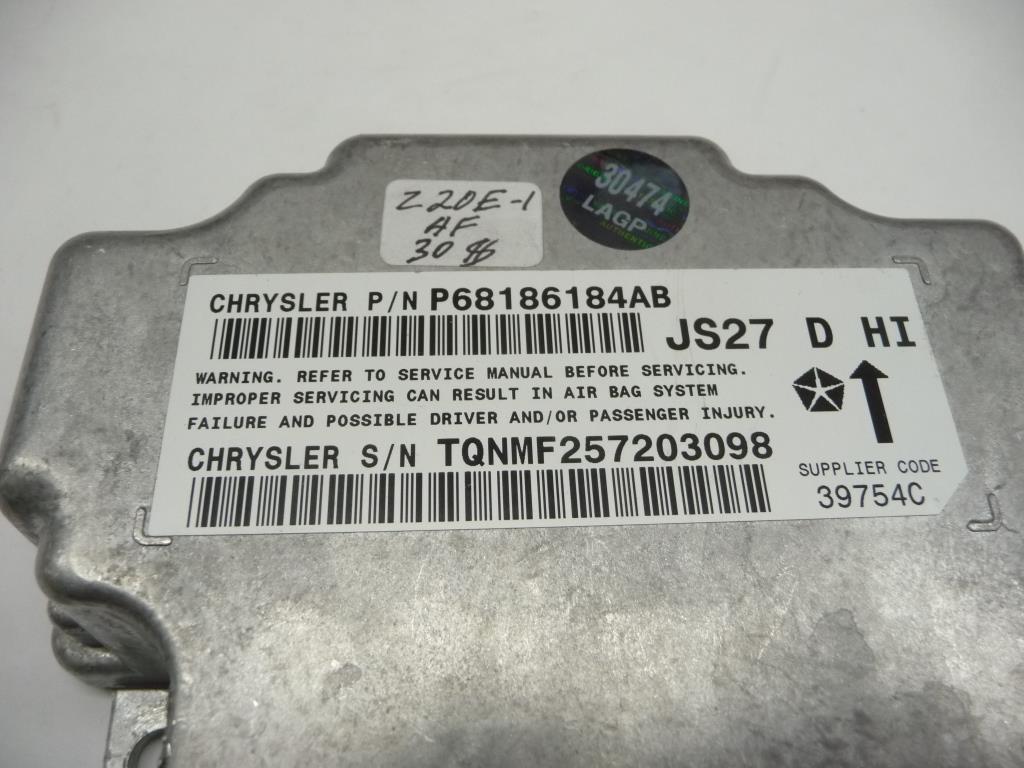 Z20E-1
AF
30 $
30474
LAGP
CHRYSLER P/N P68186184AB
JS27 D HI
WARNING. REFER TO SERVICE MANUAL BEFORE SERVICING.
IMPROPER SERVICING CAN RESULT IN AIR BAG SYSTEM
FAILURE AND POSSIBLE DRIVER AND/OR PASSENGER INJURY.
CHRYSLER S/N TQNMF257203098
SUPPLIER CODE
39754C